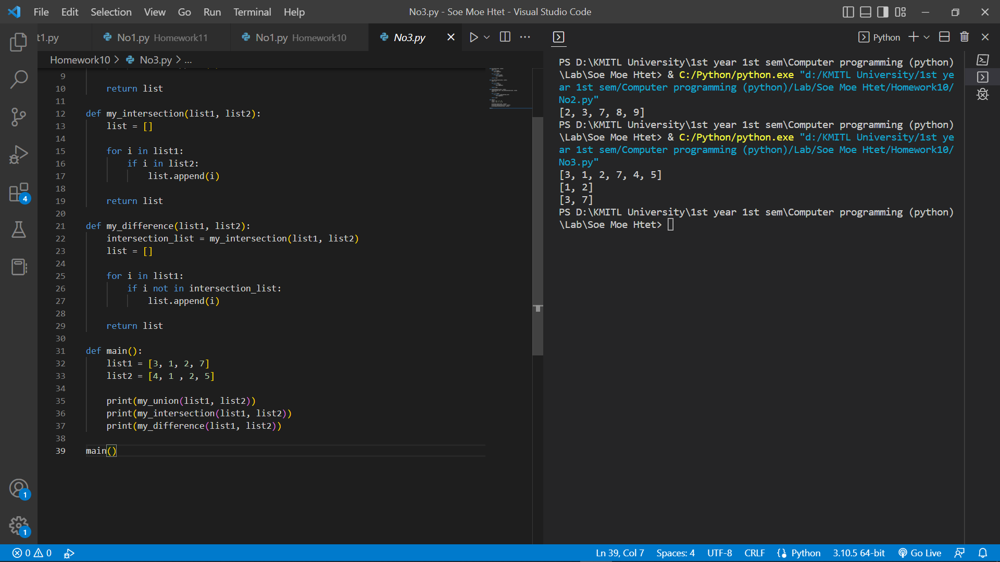 File Edit Selection View Go Run Terminal Help
No3.py - Soe Moe Htet - Visual Studio Code
t1.py
No1.py Homework11
No1.py Homework10
No3.py
Homework10 > No3.py > ...
9
10 return list
11
12 def my_intersection(list1, list2):
13 list = []
14
15 for i in list1:
16 if i in list2:
17 list.append(i)
18
19 return list
20
21 def my_difference(list1, list2):
22 intersection_list = my_intersection(list1, list2)
23 list = []
24
25 for i in list1:
26 if i not in intersection_list:
27 list.append(i)
28
29 return list
30
31 def main():
32 list1 = [3, 1, 2, 7]
33 list2 = [4, 1 , 2, 5]
34
35 print(my_union(list1, list2))
36 print(my_intersection(list1, list2))
37 print(my_difference(list1, list2))
38
39 main()
Python
PS D:\KMITL University\1st year 1st sem\Computer programming (python)
\Lab\Soe Moe Htet> & C:/Python/python.exe "d:/KMITL University/1st ye
ar 1st sem/Computer programming (python)/Lab/Soe Moe Htet/Homework10/
No2.py"
[2, 3, 7, 8, 9]
PS D:\KMITL University\1st year 1st sem\Computer programming (python)
\Lab\Soe Moe Htet> & C:/Python/python.exe "d:/KMITL University/1st ye
ar 1st sem/Computer programming (python)/Lab/Soe Moe Htet/Homework10/
No3.py"
[3, 1, 2, 7, 4, 5]
[1, 2]
[3, 7]
PS D:\KMITL University\1st year 1st sem\Computer programming (python)
\Lab\Soe Moe Htet>
4
1
1
0 0
Ln 39, Col 7 Spaces: 4 UTF-8 CRLF Python 3.10.5 64-bit Go Live